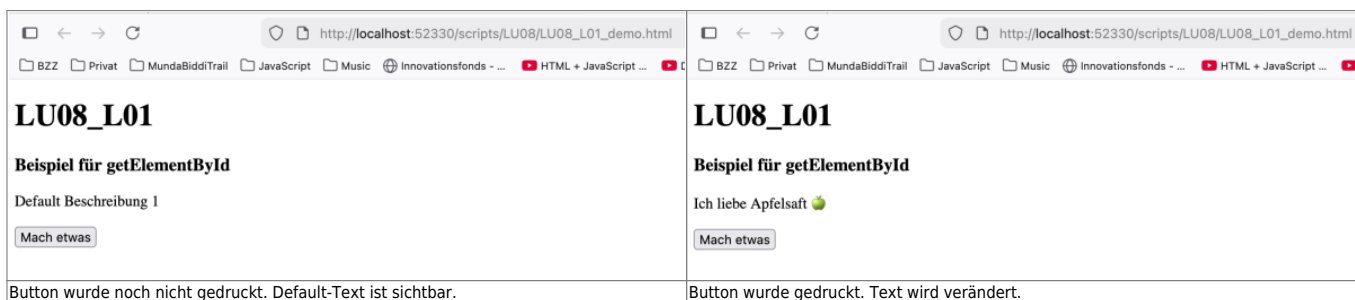 http://localhost:52330/scripts/LU08/LU08_L01_demo.html
BZZ Privat MundaBiddiTrail JavaScript Music Innovationsfonds - ... HTML + JavaScript ...
LU08_L01
Beispiel für getElementById
Default Beschreibung 1
Mach etwas
Button wurde noch nicht gedruckt. Default-Text ist sichtbar.
http://localhost:52330/scripts/LU08/LU08_L01_demo.html
BZZ Privat MundaBiddiTrail JavaScript Music Innovationsfonds - ... HTML + JavaScript ...
LU08_L01
Beispiel für getElementById
Ich liebe Apfelsaft 🍏
Mach etwas
Button wurde gedruckt. Text wird verändert.